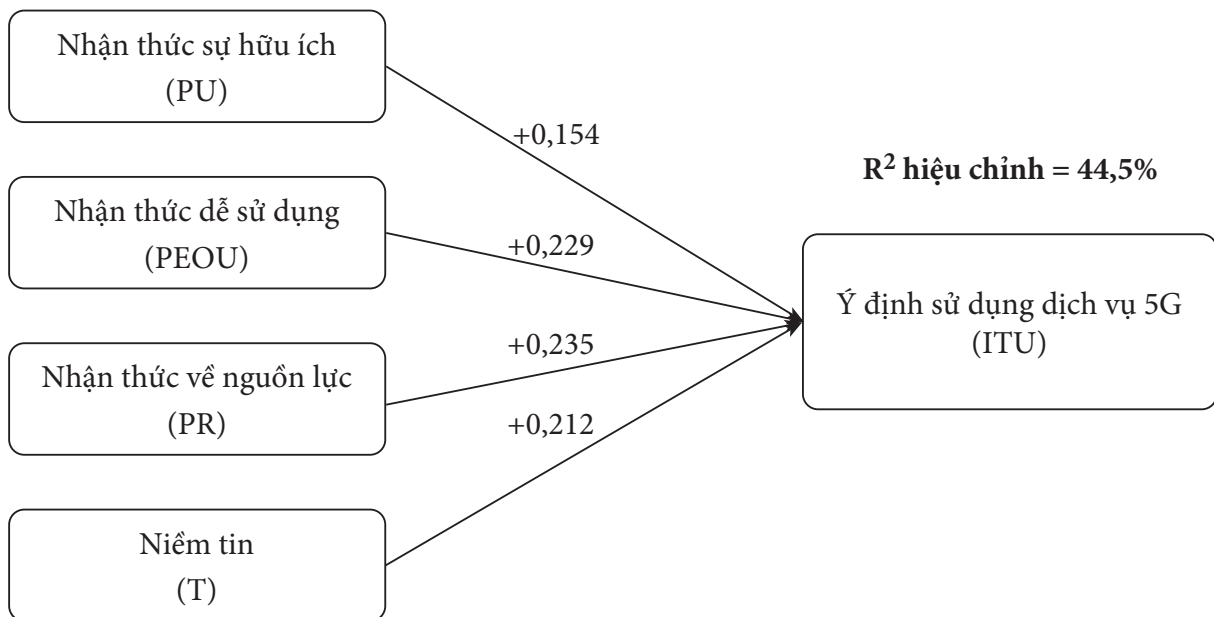 Nhận thức sự hữu ích
(PU)
+0,154
R² hiệu chỉnh = 44,5%
Nhận thức dễ sử dụng
(PEOU)
+0,229
Ý định sử dụng dịch vụ 5G
(ITU)
+0,235
Nhận thức về nguồn lực
(PR)
+0,212
Niềm tin
(T)